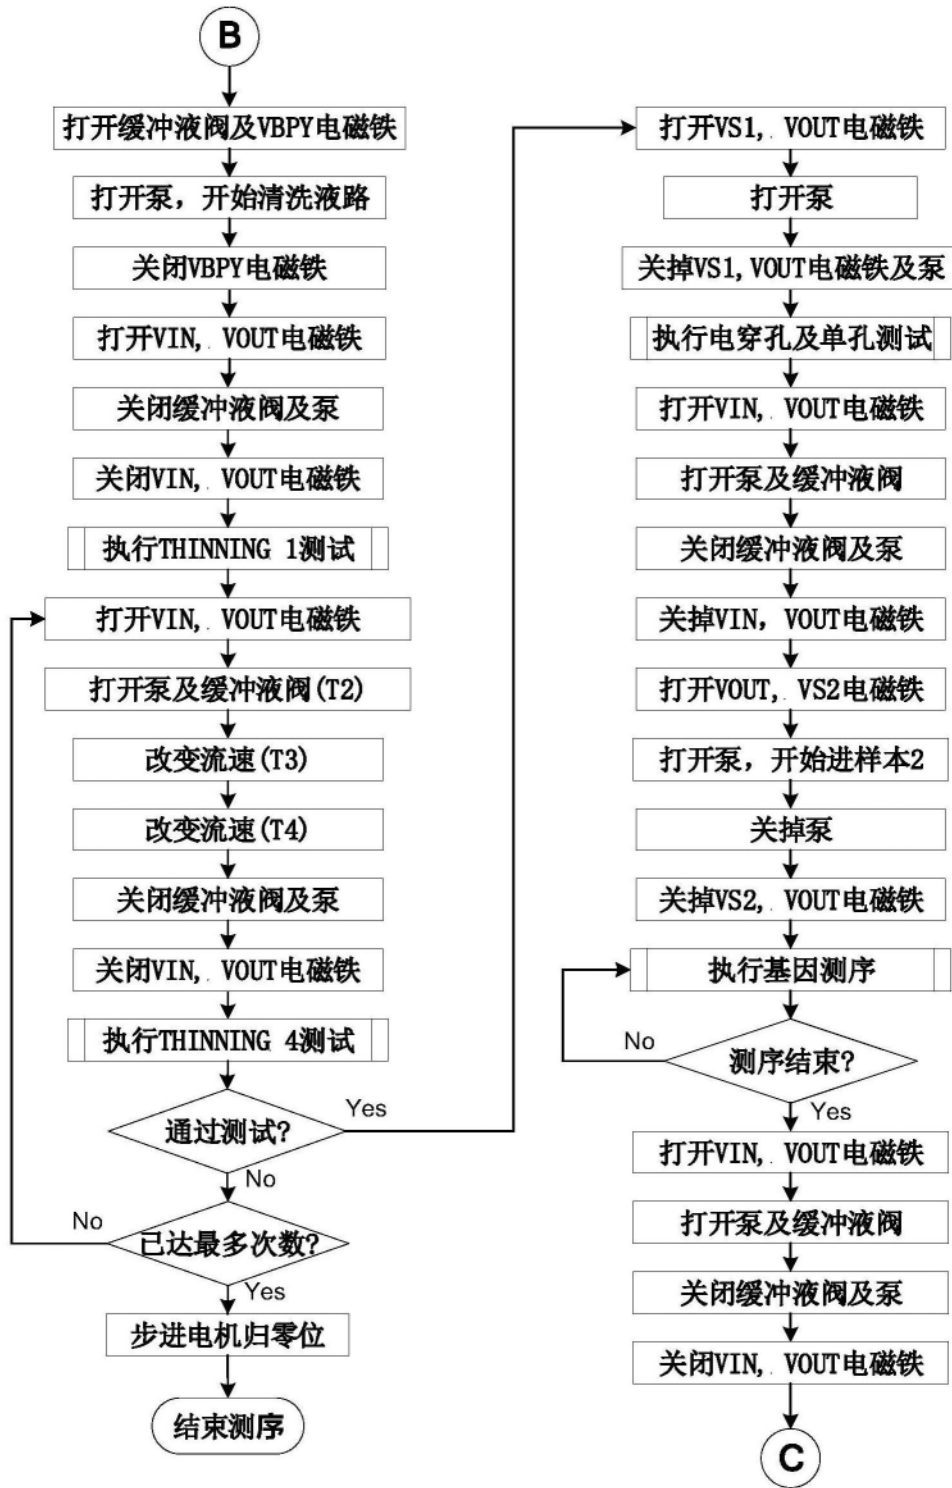 B
打开缓冲液阀及VBPY电磁铁
打开泵，开始清洗液路
关闭VBPY电磁铁
打开VIN, VOUT电磁铁
关闭缓冲液阀及泵
关闭VIN, VOUT电磁铁
执行THINNING 1测试
打开VIN, VOUT电磁铁
打开泵及缓冲液阀(T2)
改变流速(T3)
改变流速(T4)
关闭缓冲液阀及泵
关闭VIN, VOUT电磁铁
执行THINNING 4测试
通过测试?
Yes
No
已达最多次数?
No
Yes
步进电机归零位
结束测序
打开VS1, VOUT电磁铁
打开泵
关掉VS1,VOUT电磁铁及泵
执行电穿孔及单孔测试
打开VIN, VOUT电磁铁
打开泵及缓冲液阀
关闭缓冲液阀及泵
关掉VIN，VOUT电磁铁
打开VOUT, VS2电磁铁
打开泵，开始进样本2
关掉泵
关掉VS2, VOUT电磁铁
执行基因测序
测序结束?
No
Yes
打开VIN, VOUT电磁铁
打开泵及缓冲液阀
关闭缓冲液阀及泵
关闭VIN, VOUT电磁铁
C